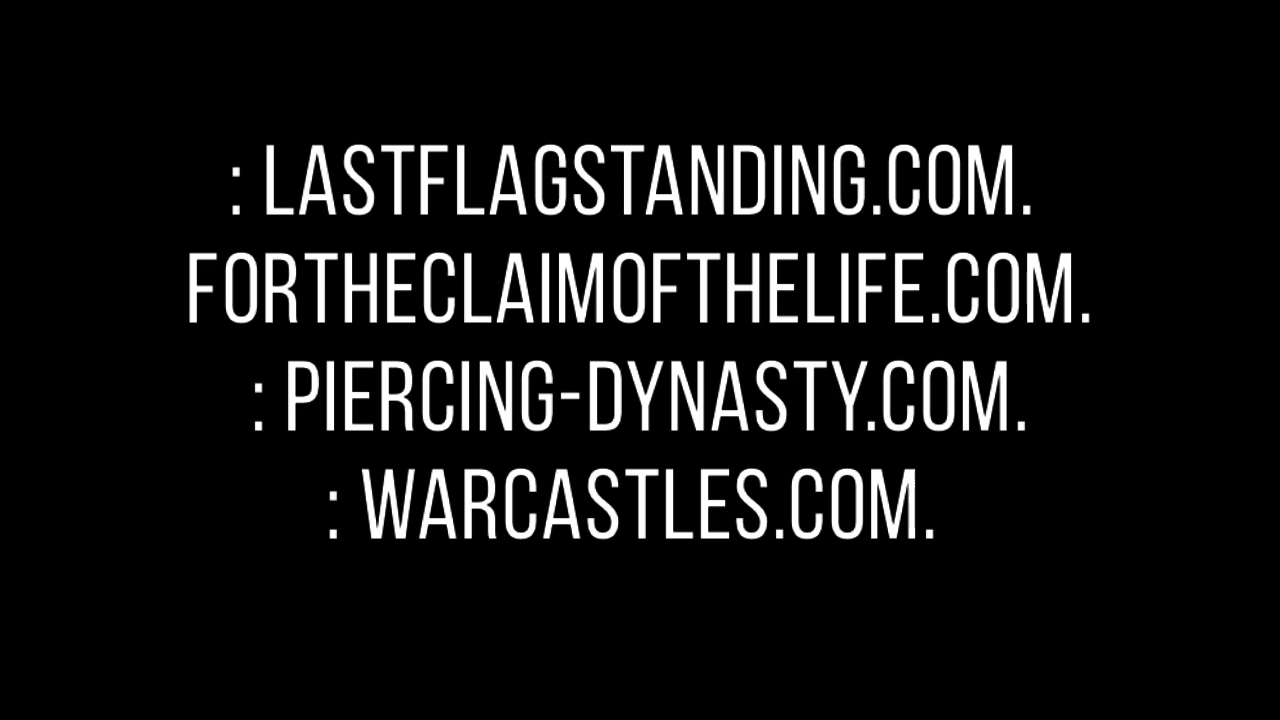 : LASTFLAGSTANDING.COM.
FORTHECLAIMOFTHELIFE.COM.
: PIERCING-DYNASTY.COM.
: WARCASTLES.COM.